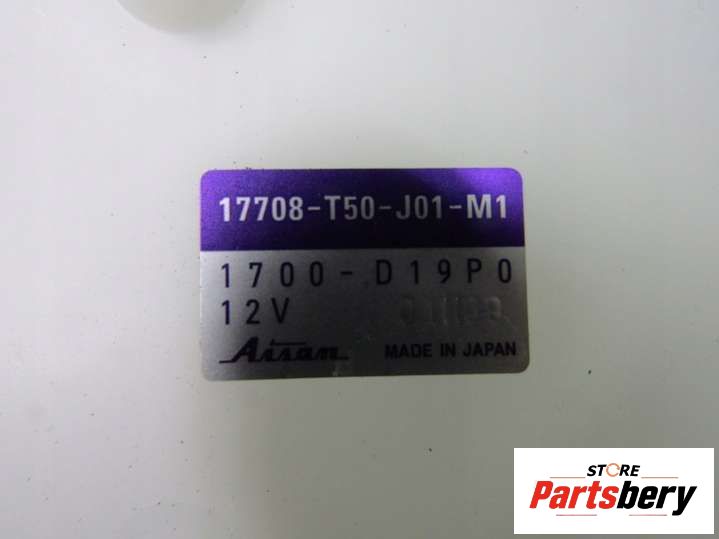 17708-T50-J01-M1
1700-D19P0
12V
Aisan MADE IN JAPAN
STORE
Partsbery